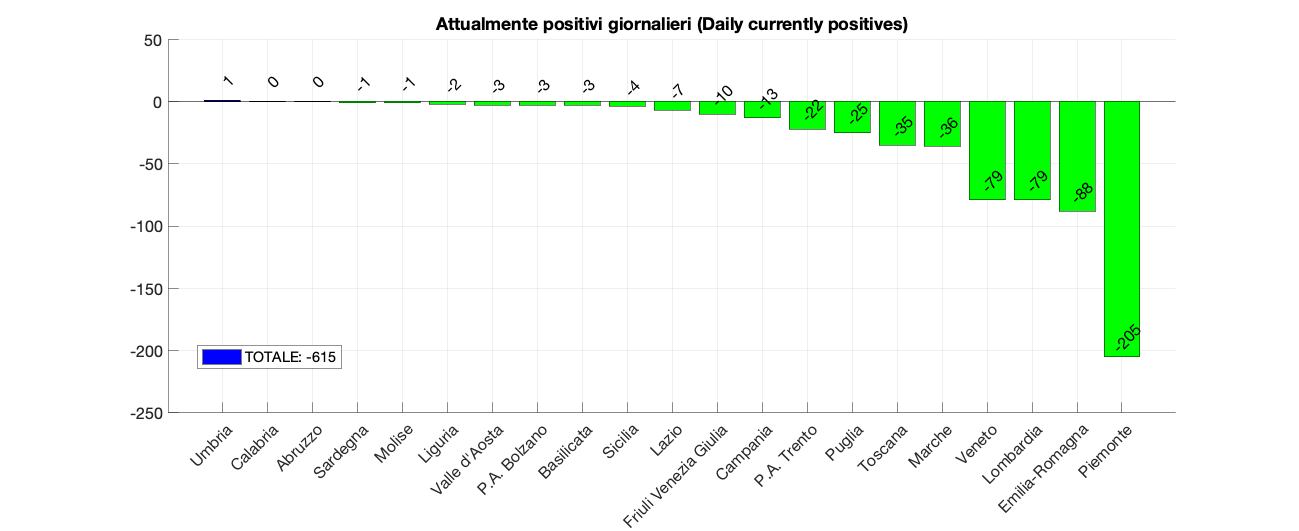 Attualmente positivi giornalieri (Daily currently positives)
50
0
-50
-100
-150
-200
-250
1
0
0
-1
-1
-2
-3
-3
-3
-4
-7
-10
-13
-22
-25
-35
-36
-79
-79
-88
-205
TOTALE: -615
Umbria
Calabria
Abruzzo
Sardegna
Molise
Liguria
Valle d'Aosta
P.A. Bolzano
Basilicata
Sicilia
Lazio
Friuli Venezia Giulia
Campania
P.A. Trento
Puglia
Toscana
Marche
Veneto
Lombardia
Emilia-Romagna
Piemonte